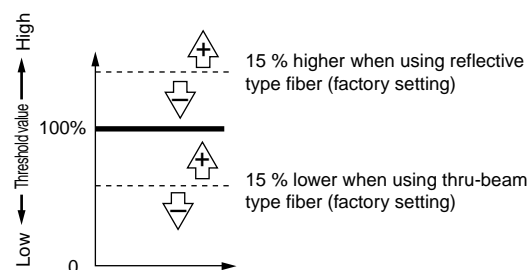 High
Threshold value
Low
100%
0
+
15 % higher when using reflective
type fiber (factory setting)
−
+
15 % lower when using thru-beam
type fiber (factory setting)
−